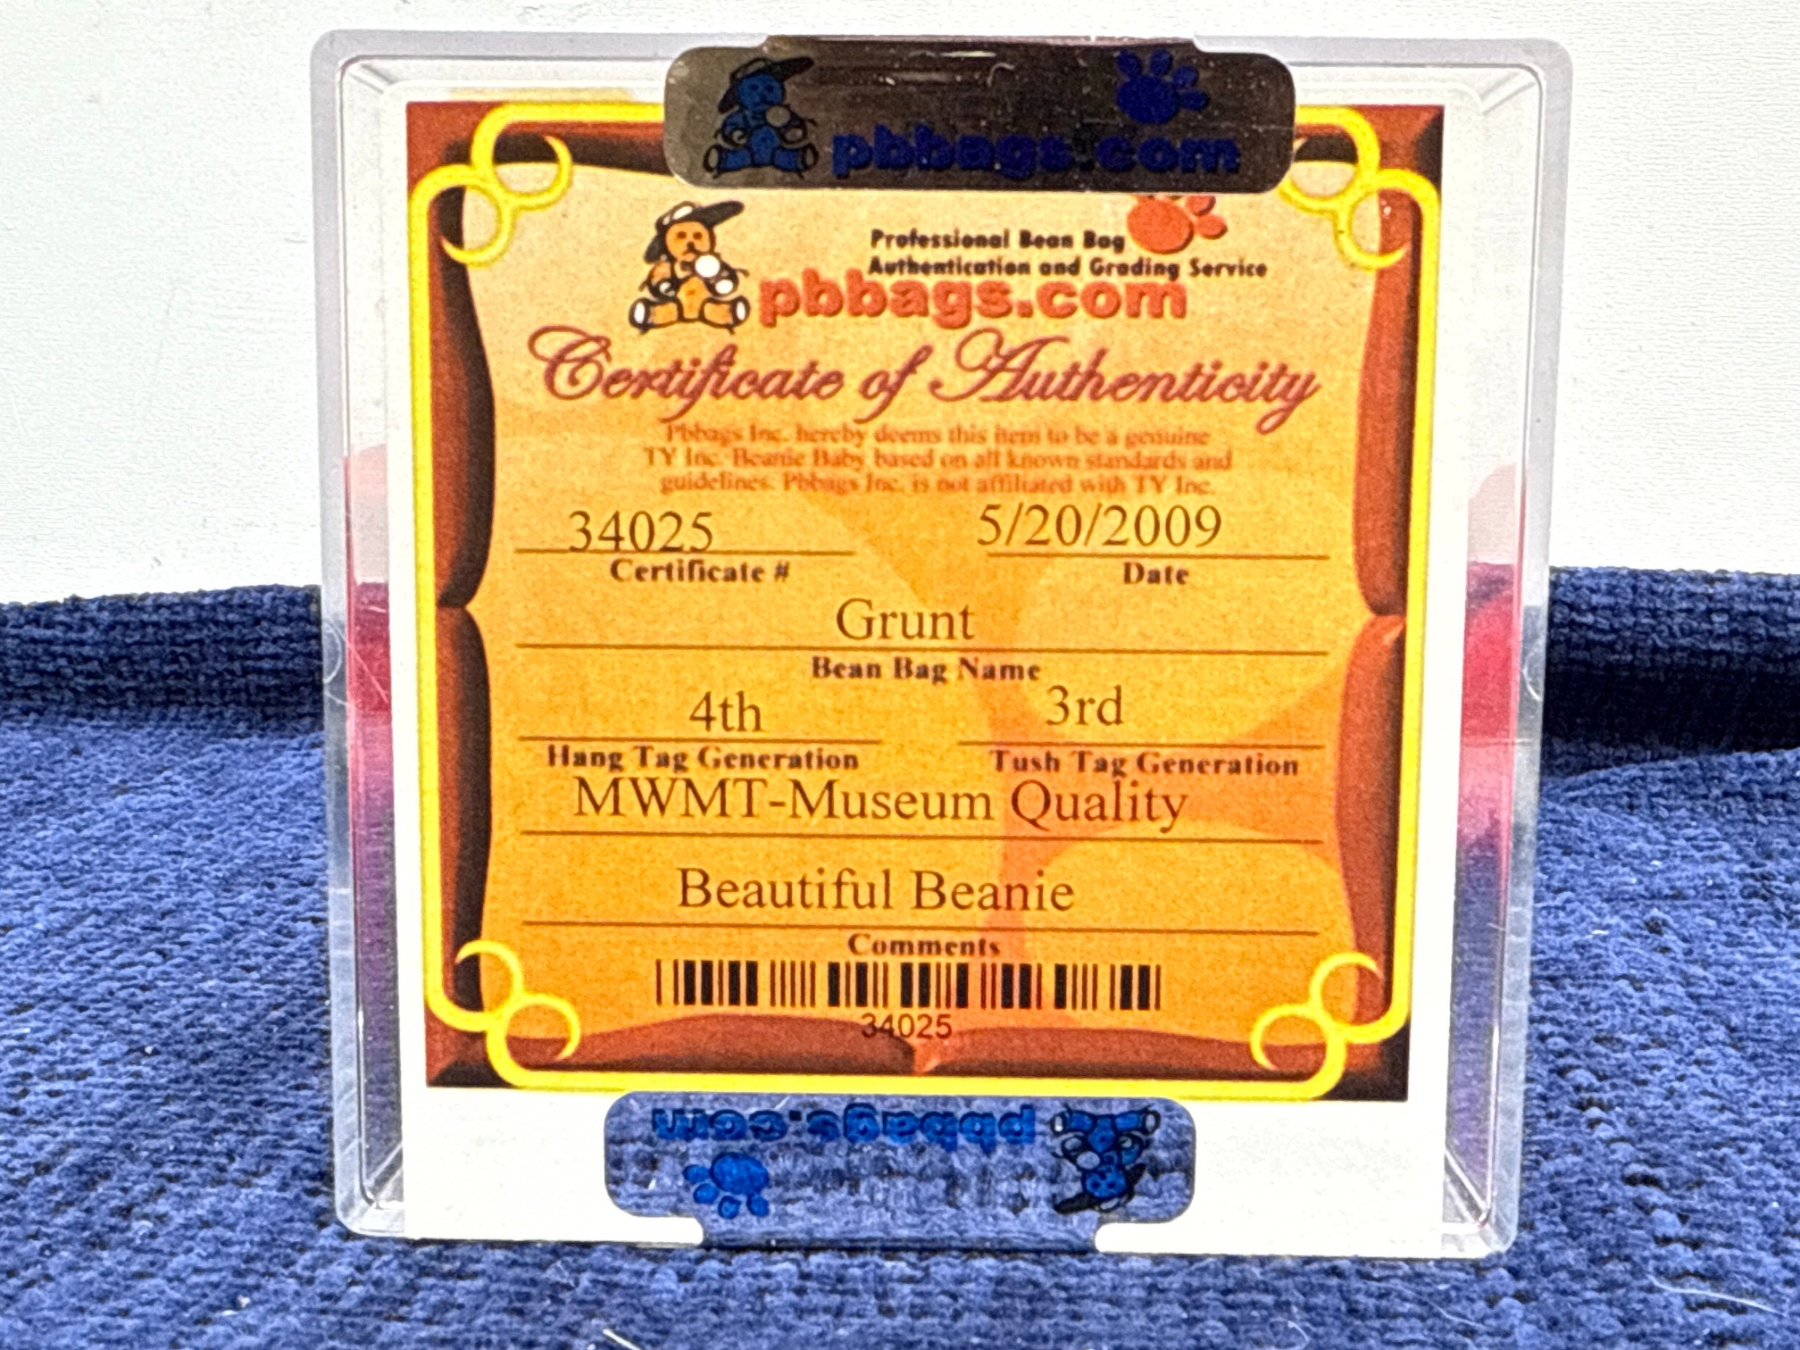 pbbags.com
Professional Bean Bag
Authentication and Grading Service
pbbags.com
Certificate of Authenticity
Pbbags Inc. hereby deems this item to be a genuine
TY Inc. Beanie Baby based on all known standards and
guidelines. Pbbags Inc. is not affiliated with TY Inc.
34025 5/20/2009
Certificate # Date
Grunt
Bean Bag Name
4th 3rd
Hang Tag Generation Tush Tag Generation
MWMT-Museum Quality
Beautiful Beanie
Comments
34025
pbbags.com